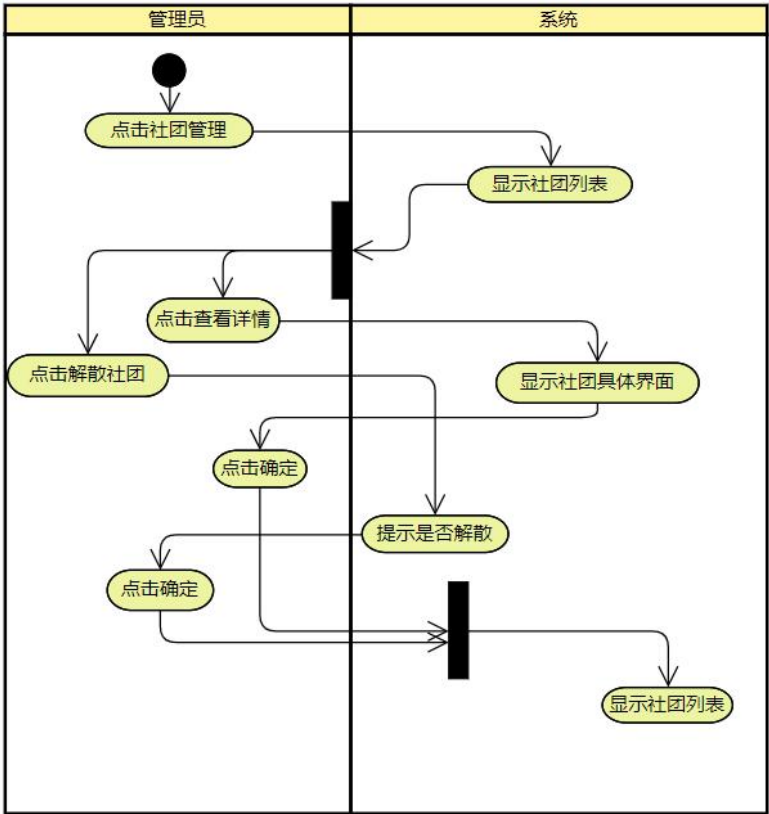 管理员
系统
点击社团管理
显示社团列表
点击查看详情
点击解散社团
显示社团具体界面
点击确定
提示是否解散
点击确定
显示社团列表